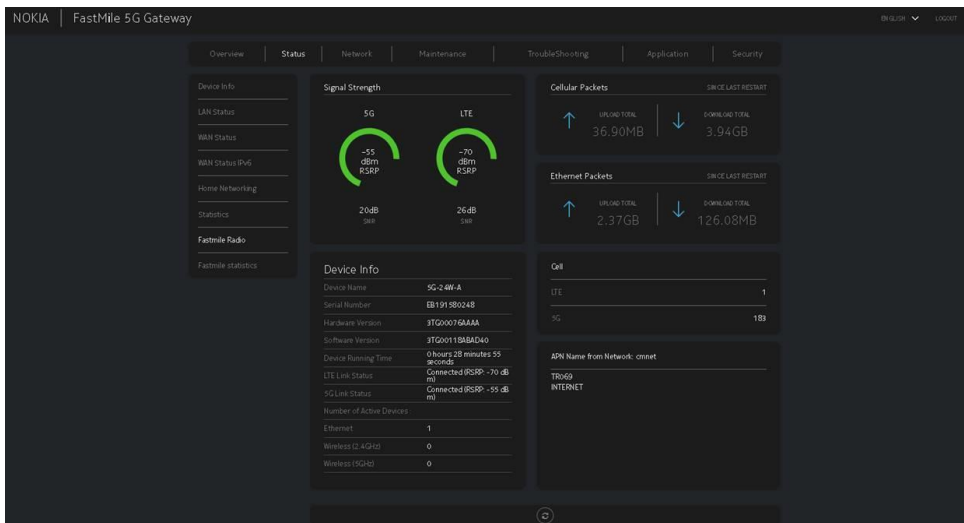 NOKIA | FastMile 5G Gateway
ENGLISH LOGOUT
Overview Status Network Maintenance TroubleShooting Application Security
Device Info
LAN Status
WAN Status
WAN Status IPv6
Home Networking
Statistics
Fastmile Radio
Fastmile statistics
Signal Strength
5G LTE
-55 -70
dBm dBm
RSRP RSRP
20dB 26dB
SNR SNR
Cellular Packets SINCE LAST RESTART
UPLOAD TOTAL DOWNLOAD TOTAL
36.90MB 3.94GB
Ethernet Packets SINCE LAST RESTART
UPLOAD TOTAL DOWNLOAD TOTAL
2.37GB 126.08MB
Device Info
Device Name 5G-24W-A
Serial Number EB191580248
Hardware Version 3TG00076AAAA
Software Version 3TG00118ABAD40
Device Running Time 0 hours 28 minutes 55
seconds
LTE Link Status Connected (RSRP: -70 dB
m)
5G Link Status Connected (RSRP: -55 dB
m)
Number of Active Devices
Ethernet 1
Wireless (2.4GHz) 0
Wireless (5GHz) 0
Cell
LTE 1
5G 183
APN Name from Network: cmnet
TR069
INTERNET